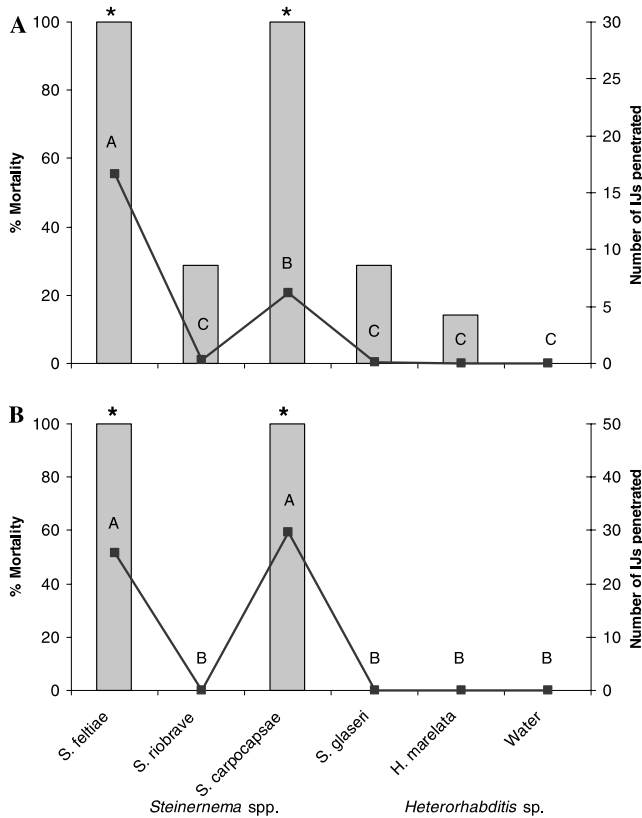 A
*
*
100
80
60
40
20
0
% Mortality
A
C
B
C
C
C
30
25
20
15
10
5
0
Number of IJs penetrated
B
*
*
100
80
60
40
20
0
% Mortality
A
B
A
B
B
B
50
40
30
20
10
0
Number of IJs penetrated
S. feltiae
S. riobrave
S. carpocapsae
S. glaseri
H. marelata
Water
Steinernema spp.
Heterorhabditis sp.